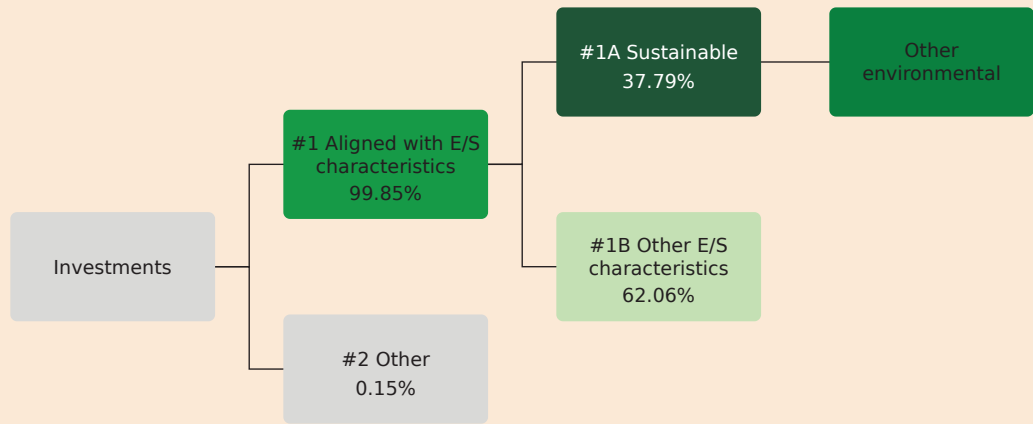 Investments
#1 Aligned with E/S
characteristics
99.85%
#2 Other
0.15%
#1A Sustainable
37.79%
#1B Other E/S
characteristics
62.06%
Other
environmental